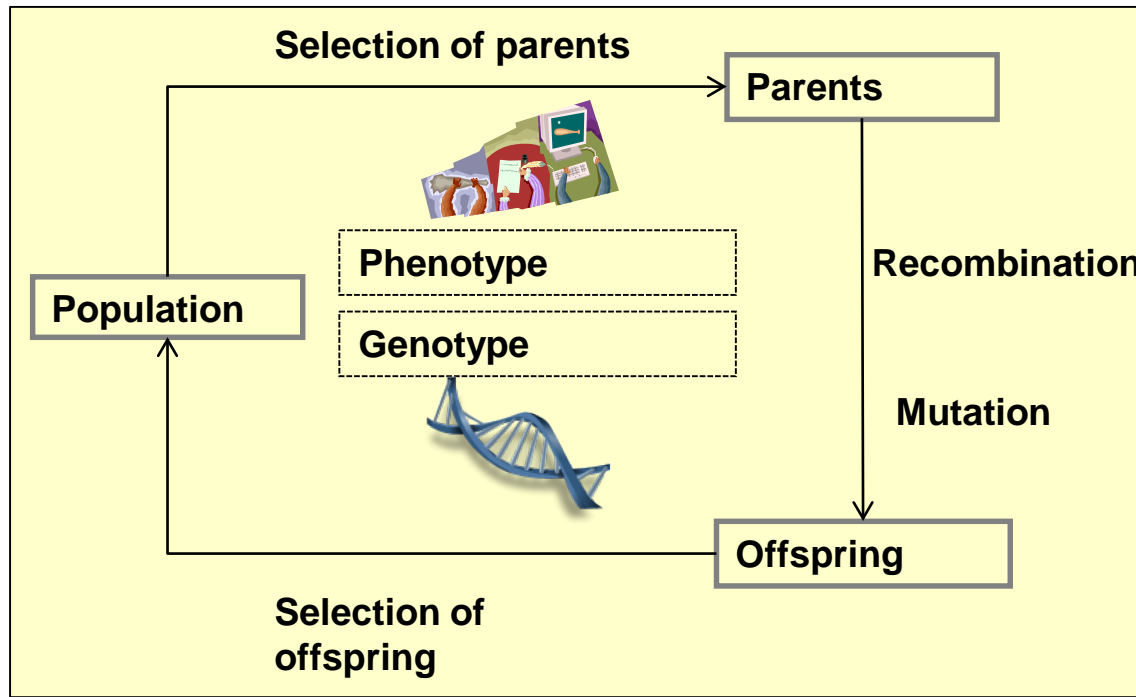 Selection of parents
Parents
Phenotype
Recombination
Population
Genotype
Mutation
Offspring
Selection of
offspring